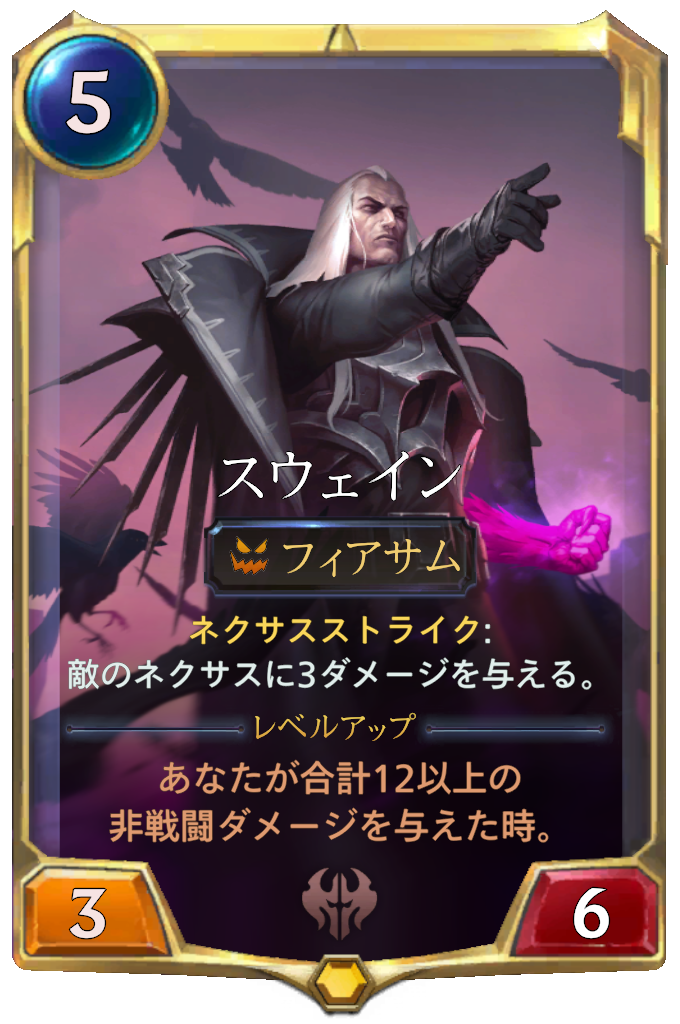 5
スウェイン
フィアサム
ネクサスストライク:
敵のネクサスに3ダメージを与える。
レベルアップ
あなたが合計12以上の
非戦闘ダメージを与えた時。
3
6